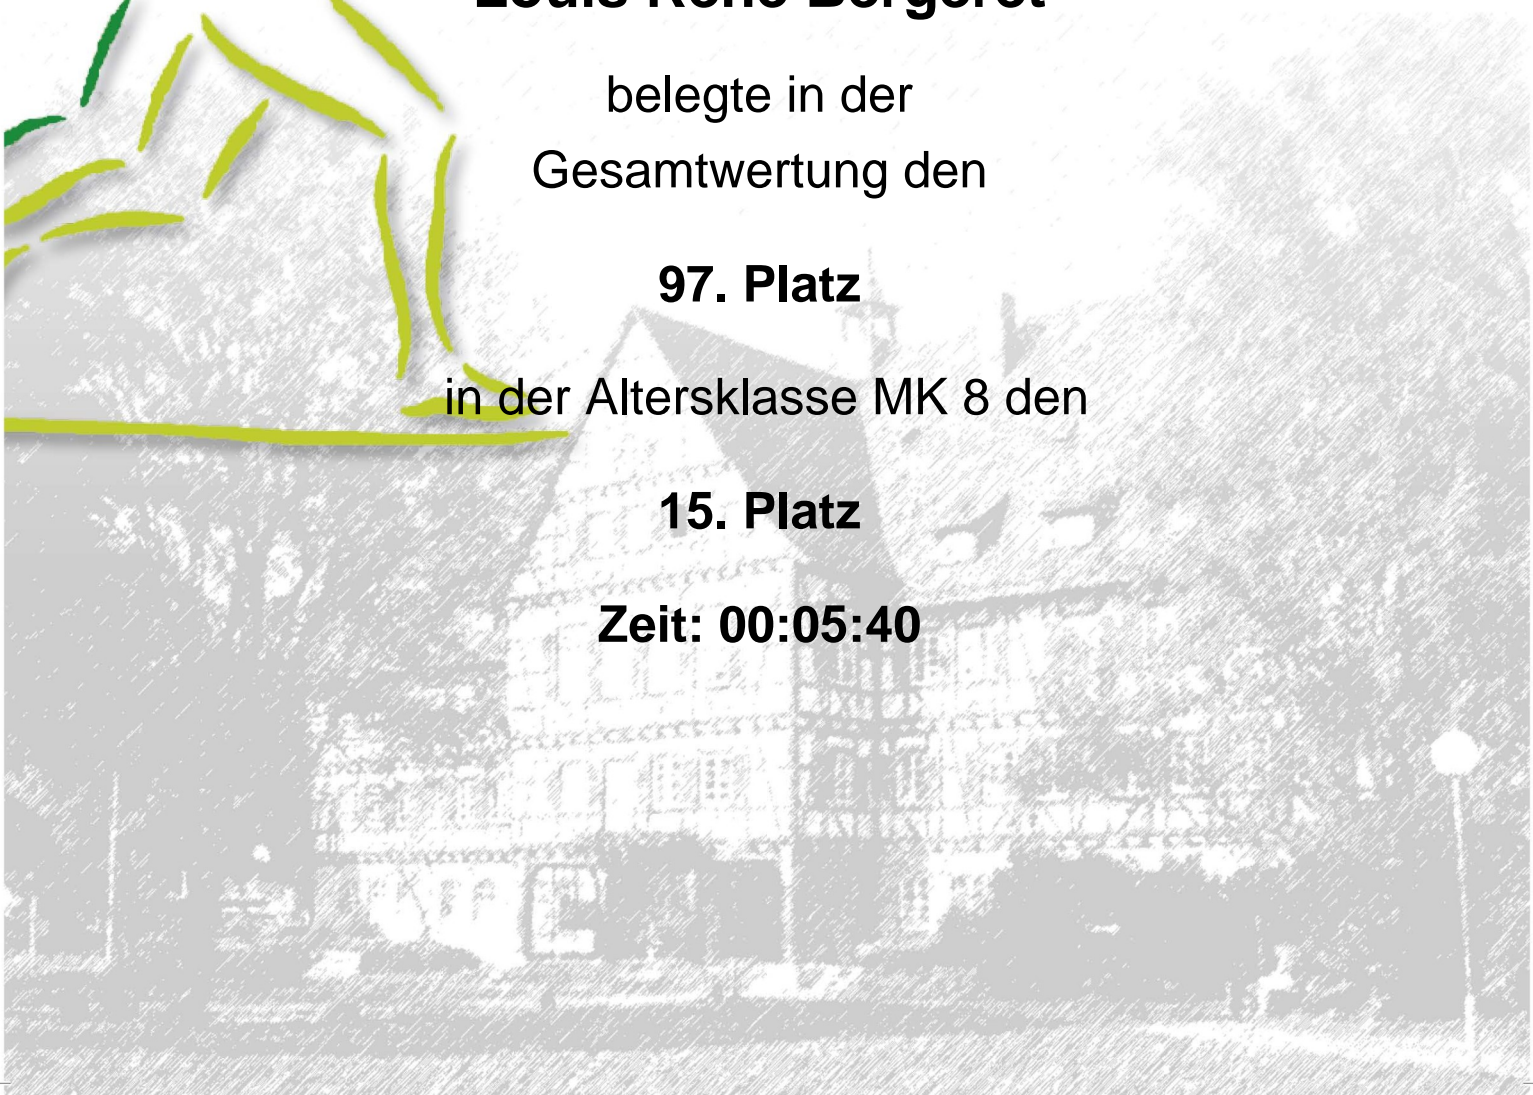 belegte in der
Gesamtwertung den
97. Platz
in der Altersklasse MK 8 den
15. Platz
Zeit: 00:05:40